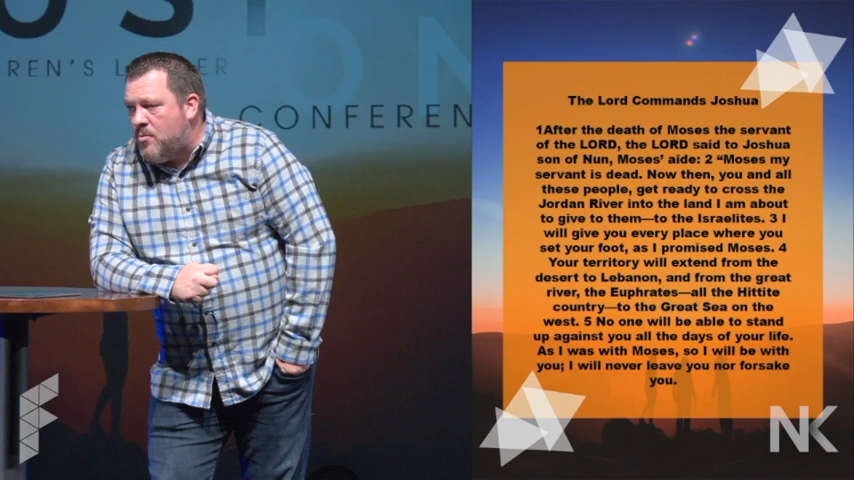 REN'S L ER
CONFEREN
The Lord Commands Joshua
1After the death of Moses the servant
of the LORD, the LORD said to Joshua
son of Nun, Moses' aide: 2 “Moses my
servant is dead. Now then, you and all
these people, get ready to cross the
Jordan River into the land I am about
to give to them—to the Israelites. 3 I
will give you every place where you
set your foot, as I promised Moses. 4
Your territory will extend from the
desert to Lebanon, and from the great
river, the Euphrates—all the Hittite
country—to the Great Sea on the
west. 5 No one will be able to stand
up against you all the days of your life.
As I was with Moses, so I will be with
you; I will never leave you nor forsake
you.
NK